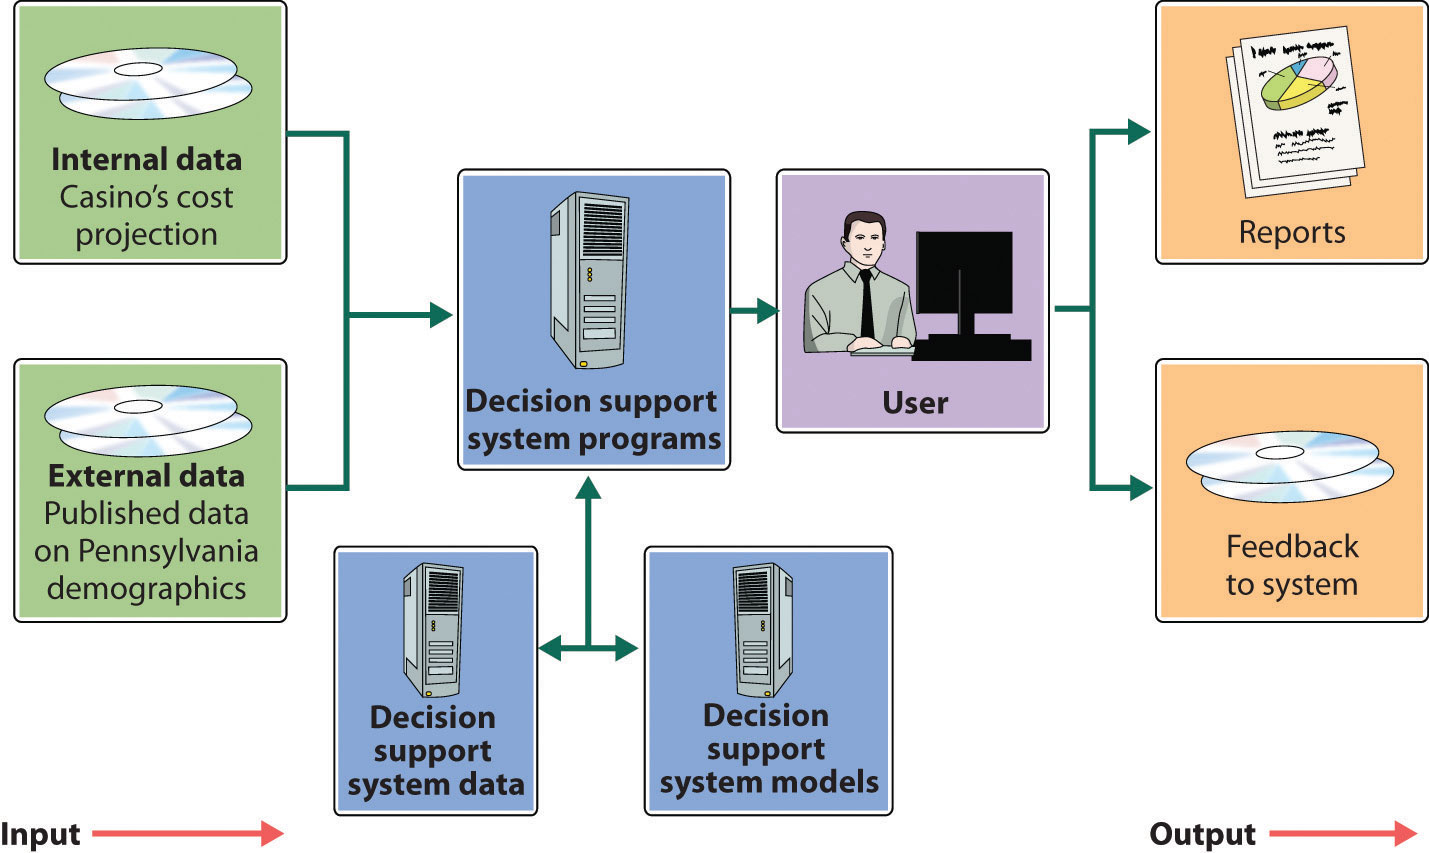 Internal data
Casino’s cost
projection
External data
Published data
on Pennsylvania
demographics
Decision support
system programs
Decision
support
system data
Decision
support
system models
User
Reports
Feedback
to system
Input
Output